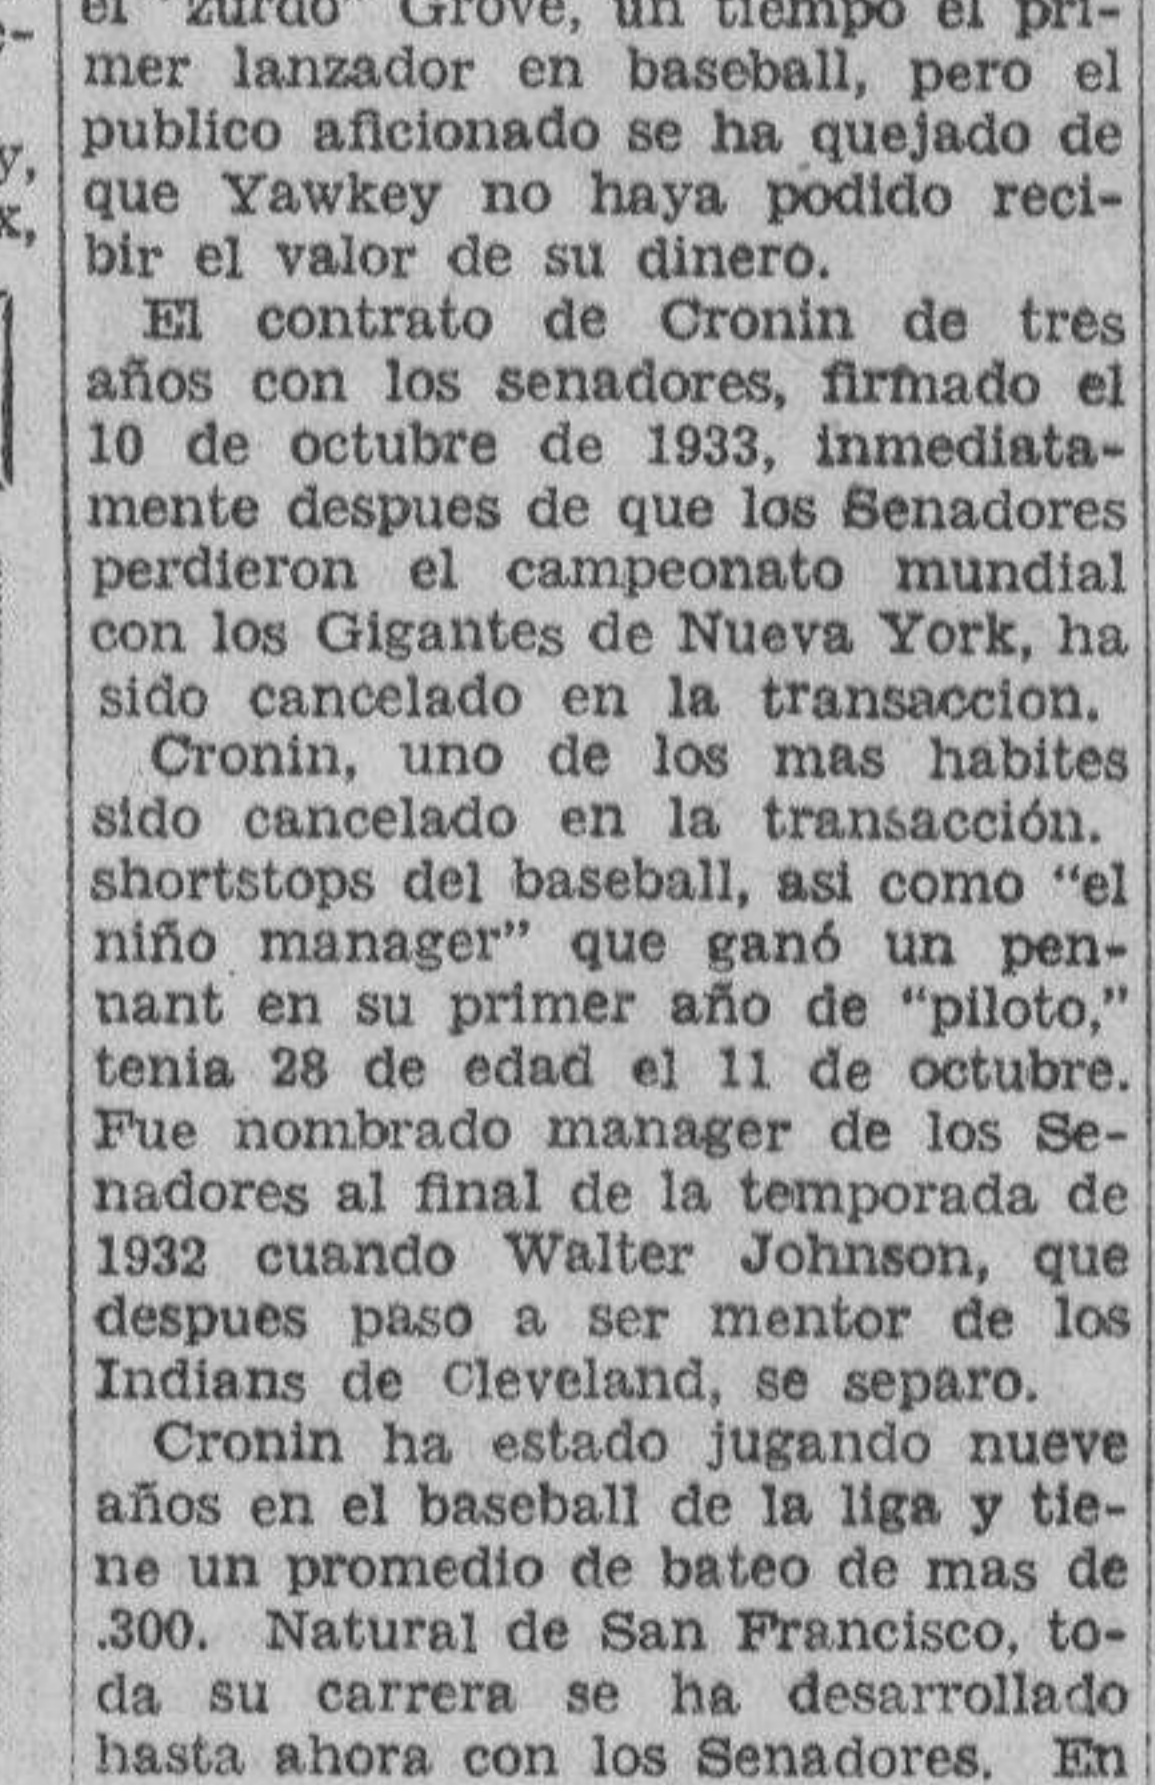 el "zurdo" Grove, un tiempo el pri-
mer lanzador en baseball, pero el
publico aficionado se ha quejado de
que Yawkey no haya podido reci-
bir el valor de su dinero.
El contrato de Cronin de tres
años con los senadores, firmado el
10 de octubre de 1933, inmediata-
mente despues de que los Senadores
perdieron el campeonato mundial
con los Gigantes de Nueva York, ha
sido cancelado en la transaccion.
Cronin, uno de los mas habites
sido cancelado en la transacción.
shortstops del baseball, asi como "el
niño manager" que ganó un pen-
nant en su primer año de "piloto,"
tenia 28 de edad el 11 de octubre.
Fue nombrado manager de los Se-
nadores al final de la temporada de
1932 cuando Walter Johnson, que
despues paso a ser mentor de los
Indians de Cleveland, se separo.
Cronin ha estado jugando nueve
años en el baseball de la liga y tie-
ne un promedio de bateo de mas de
.300. Natural de San Francisco, to-
da su carrera se ha desarrollado
hasta ahora con los Senadores. En